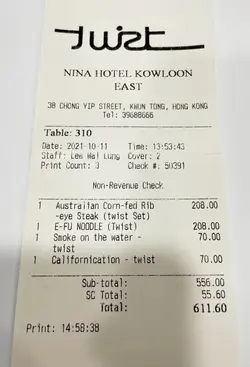 twist
NINA HOTEL KOWLOON
EAST
38 CHONG YIP STREET, KWUN TONG, HONG KONG
Tel: 39688666
Table: 310
Date: 2021-10-11 Time: 13:53:43
Staff: Lee Wai Lung Cover: 2
Print Count: 3 Check #: 50391
Non-Revenue Check
1 Australian Corn-fed Rib 208.00
-eye Steak (twist Set)
1 E-FU NOODLE (Twist) 208.00
1 Smoke on the water - 70.00
twist
1 Californication - twist 70.00
Sub-total: 556.00
SC Total: 55.60
Total: 611.60
Print: 14:58:38